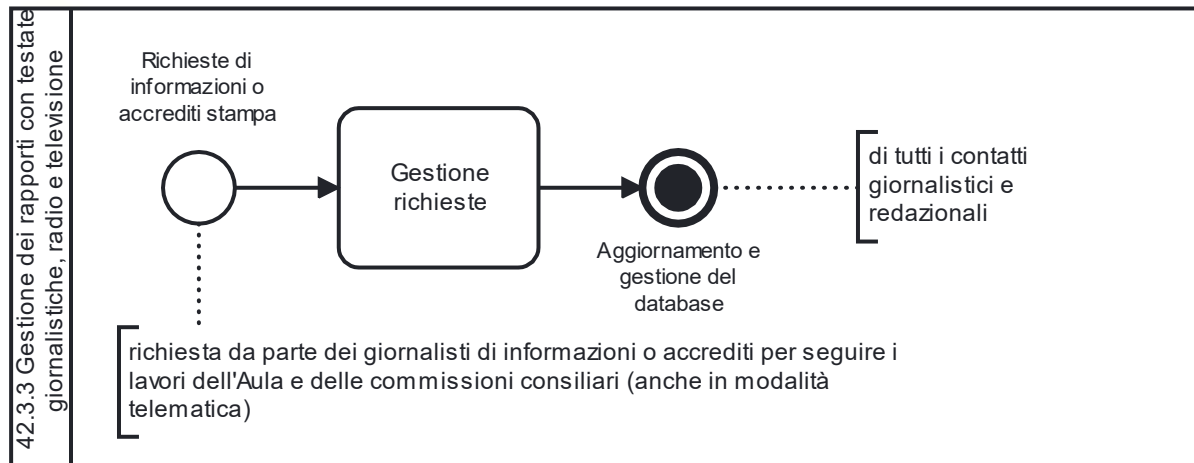 42.3.3 Gestione dei rapporti con testate
giornalistiche, radio e televisione
Richieste di
informazioni o
accrediti stampa
Gestione
richieste
Aggiornamento e
gestione del
database
di tutti i contatti
giornalistici e
redazionali
richiesta da parte dei giornalisti di informazioni o accrediti per seguire i
lavori dell'Aula e delle commissioni consiliari (anche in modalità
telematica)